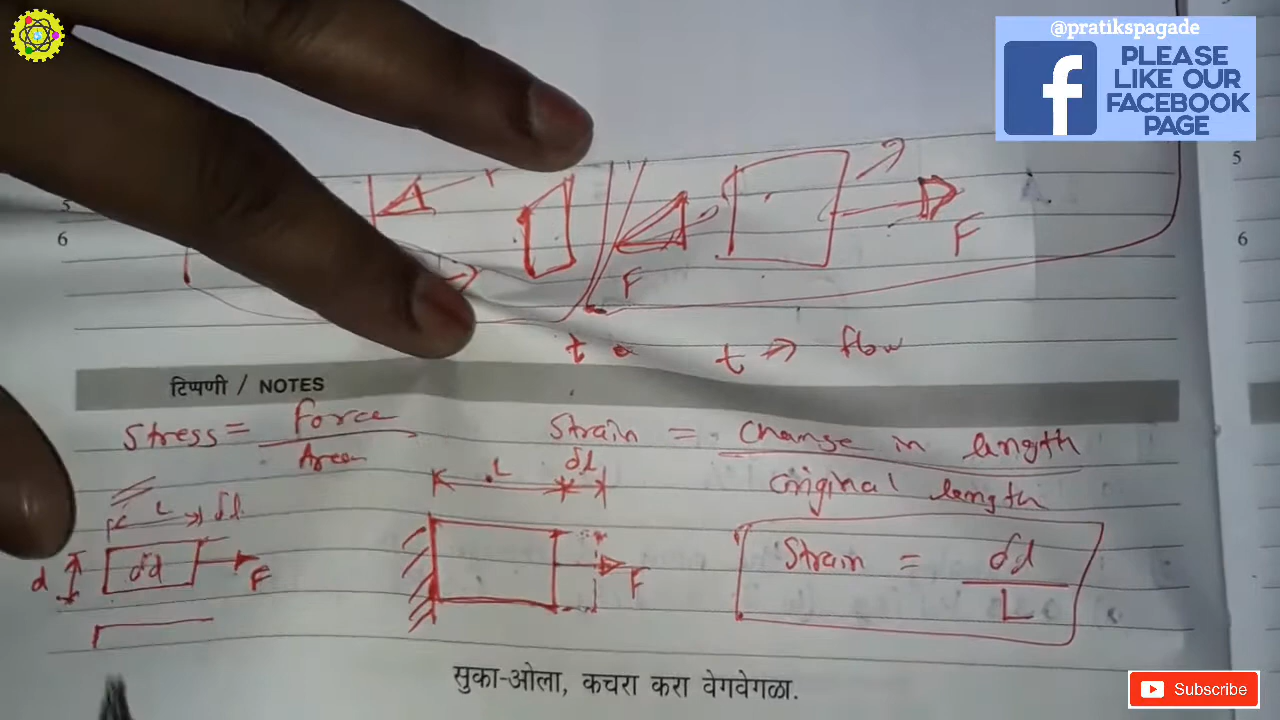 @pratikspagade
PLEASE
LIKE OUR
FACEBOOK
PAGE
5
5
6
6
F
F
t t → flow
टिप्पणी / NOTES
Stress = Force
Area
Strain = Change in length
original length
L δl
L δl
d δd F
F
Strain = δd
L
सुका-ओला, कचरा करा वेगवेगळा.
Subscribe